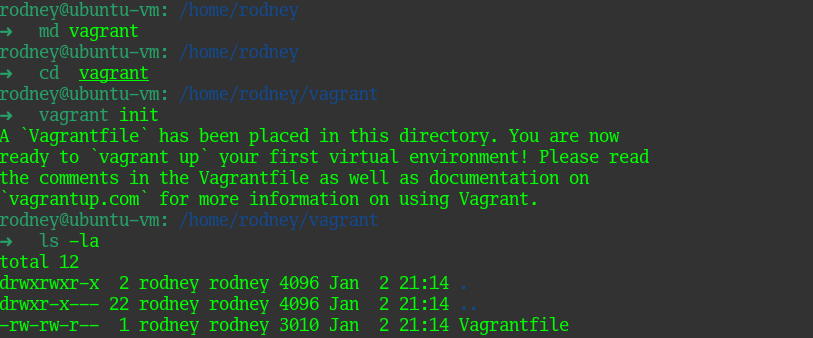 rodney@ubuntu-vm: /home/rodney
→ md vagrant
rodney@ubuntu-vm: /home/rodney
→ cd  vagrant
rodney@ubuntu-vm: /home/rodney/vagrant
→ vagrant init
A `Vagrantfile` has been placed in this directory. You are now
ready to `vagrant up` your first virtual environment! Please read
the comments in the Vagrantfile as well as documentation on
`vagrantup.com` for more information on using Vagrant.
rodney@ubuntu-vm: /home/rodney/vagrant
→ ls -la
total 12
drwxrwxr-x  2 rodney rodney 4096 Jan  2 21:14 .
drwxr-x--- 22 rodney rodney 4096 Jan  2 21:14 ..
-rw-rw-r--  1 rodney rodney 3010 Jan  2 21:14 Vagrantfile